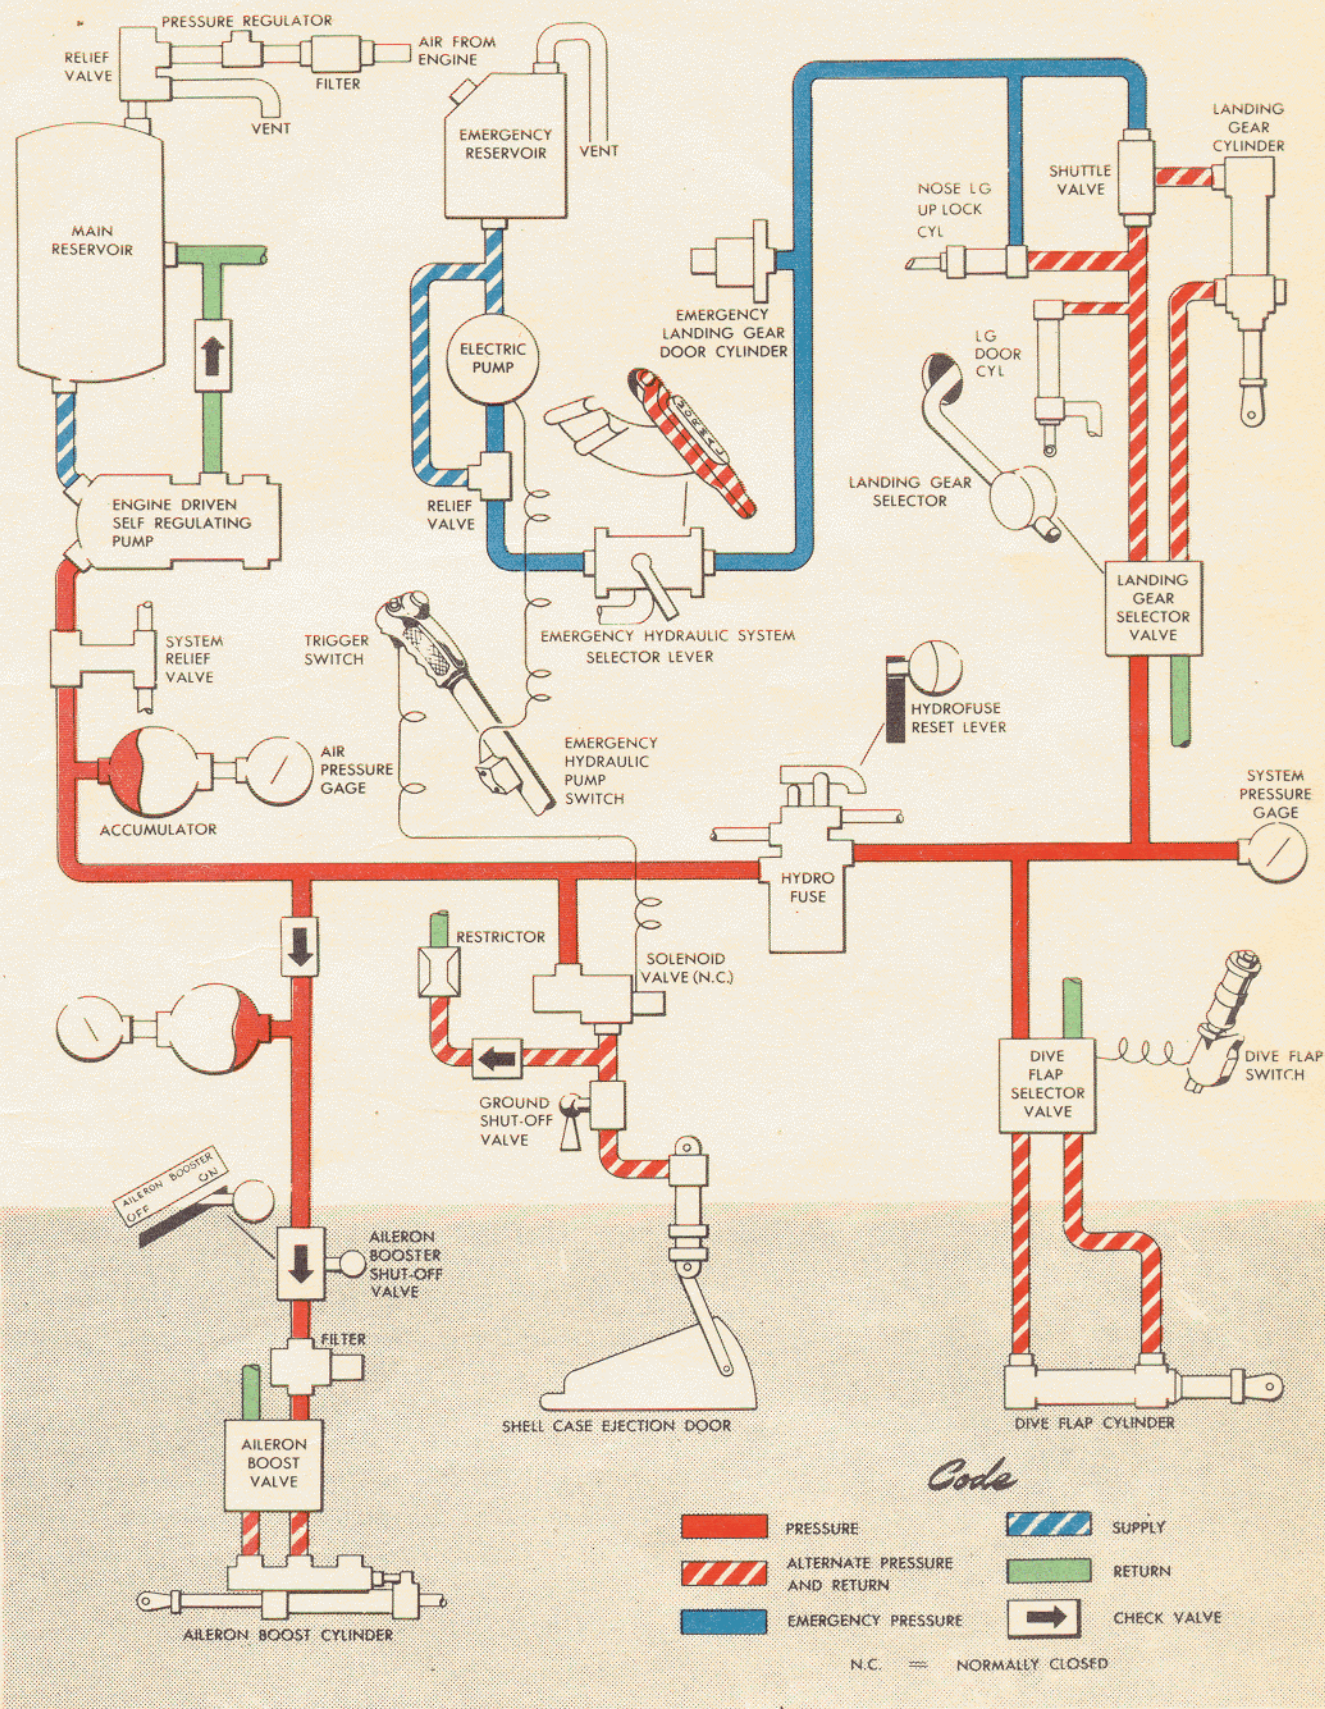 PRESSURE REGULATOR
RELIEF
VALVE
AIR FROM
ENGINE
FILTER
VENT
EMERGENCY
RESERVOIR
VENT
MAIN
RESERVOIR
LANDING
GEAR
CYLINDER
SHUTTLE
VALVE
NOSE LG
UP LOCK
CYL
EMERGENCY
LANDING GEAR
DOOR CYLINDER
LG
DOOR
CYL
ELECTRIC
PUMP
NORMAL
LANDING GEAR
SELECTOR
RELIEF
VALVE
ENGINE DRIVEN
SELF REGULATING
PUMP
LANDING
GEAR
SELECTOR
VALVE
EMERGENCY HYDRAULIC SYSTEM
SELECTOR LEVER
SYSTEM
RELIEF
VALVE
TRIGGER
SWITCH
HYDROFUSE
RESET LEVER
AIR
PRESSURE
GAGE
EMERGENCY
HYDRAULIC
PUMP
SWITCH
ACCUMULATOR
SYSTEM
PRESSURE
GAGE
HYDRO
FUSE
RESTRICTOR
SOLENOID
VALVE (N.C.)
DIVE
FLAP
SELECTOR
VALVE
DIVE FLAP
SWITCH
GROUND
SHUT-OFF
VALVE
AILERON BOOSTER
OFF ON
AILERON
BOOSTER
SHUT-OFF
VALVE
FILTER
SHELL CASE EJECTION DOOR
DIVE FLAP CYLINDER
AILERON
BOOST
VALVE
AILERON BOOST CYLINDER
Code
PRESSURE
ALTERNATE PRESSURE
AND RETURN
EMERGENCY PRESSURE
SUPPLY
RETURN
CHECK VALVE
N.C. = NORMALLY CLOSED